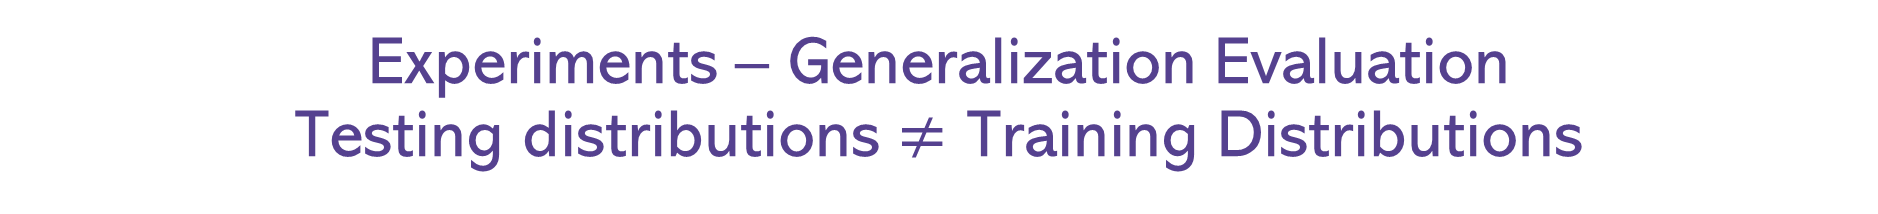 Experiments – Generalization Evaluation
Testing distributions ≠ Training Distributions